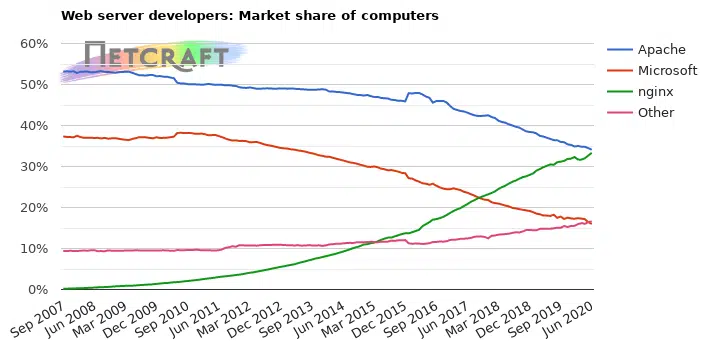 Web server developers: Market share of computers
NETCRAFT
60%
50%
40%
30%
20%
10%
0%
Sep 2007
Jun 2008
Mar 2009
Dec 2009
Sep 2010
Jun 2011
Mar 2012
Dec 2012
Sep 2013
Jun 2014
Mar 2015
Dec 2015
Sep 2016
Jun 2017
Mar 2018
Dec 2018
Sep 2019
Jun 2020
Apache
Microsoft
nginx
Other